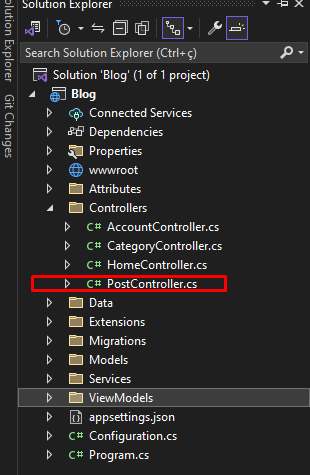 Solution Explorer
Solution Explorer
Git Changes
Search Solution Explorer (Ctrl+ç)
Solution 'Blog' (1 of 1 project)
Blog
Connected Services
Dependencies
Properties
wwwroot
Attributes
Controllers
C# AccountController.cs
C# CategoryController.cs
C# HomeController.cs
C# PostController.cs
Data
Extensions
Migrations
Models
Services
ViewModels
appsettings.json
C# Configuration.cs
C# Program.cs